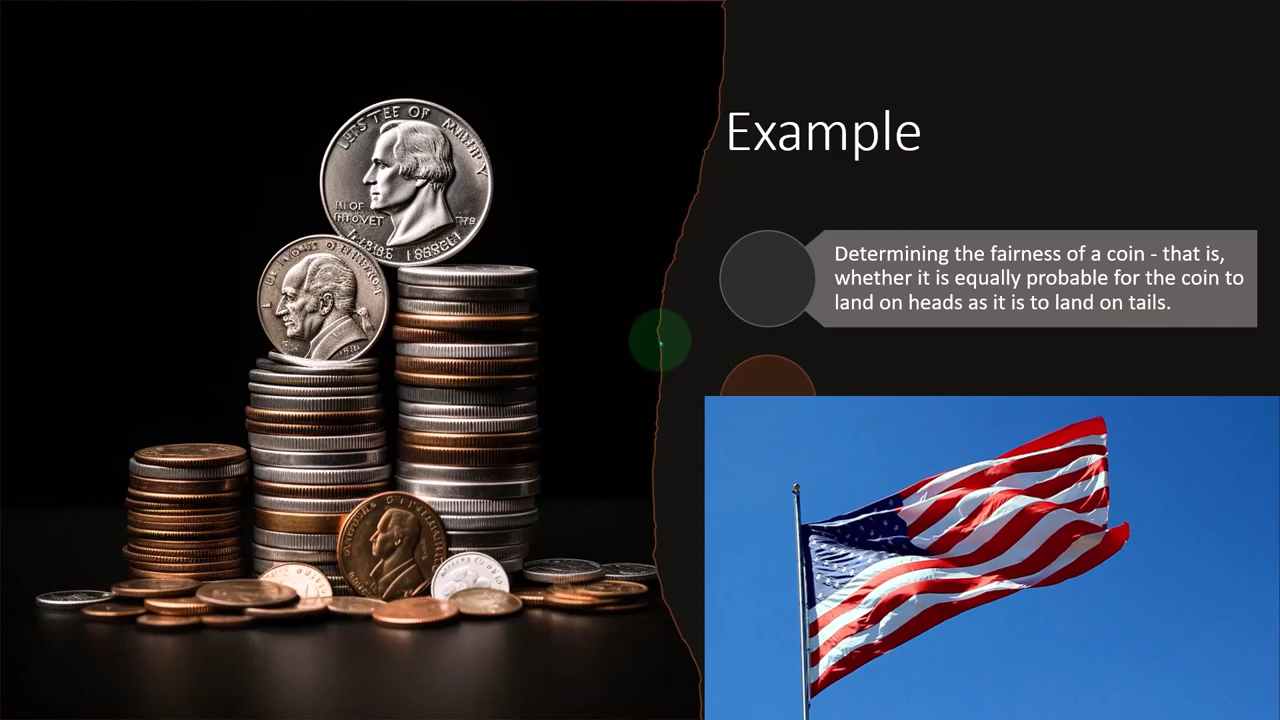 Example
Determining the fairness of a coin - that is,
whether it is equally probable for the coin to
land on heads as it is to land on tails.